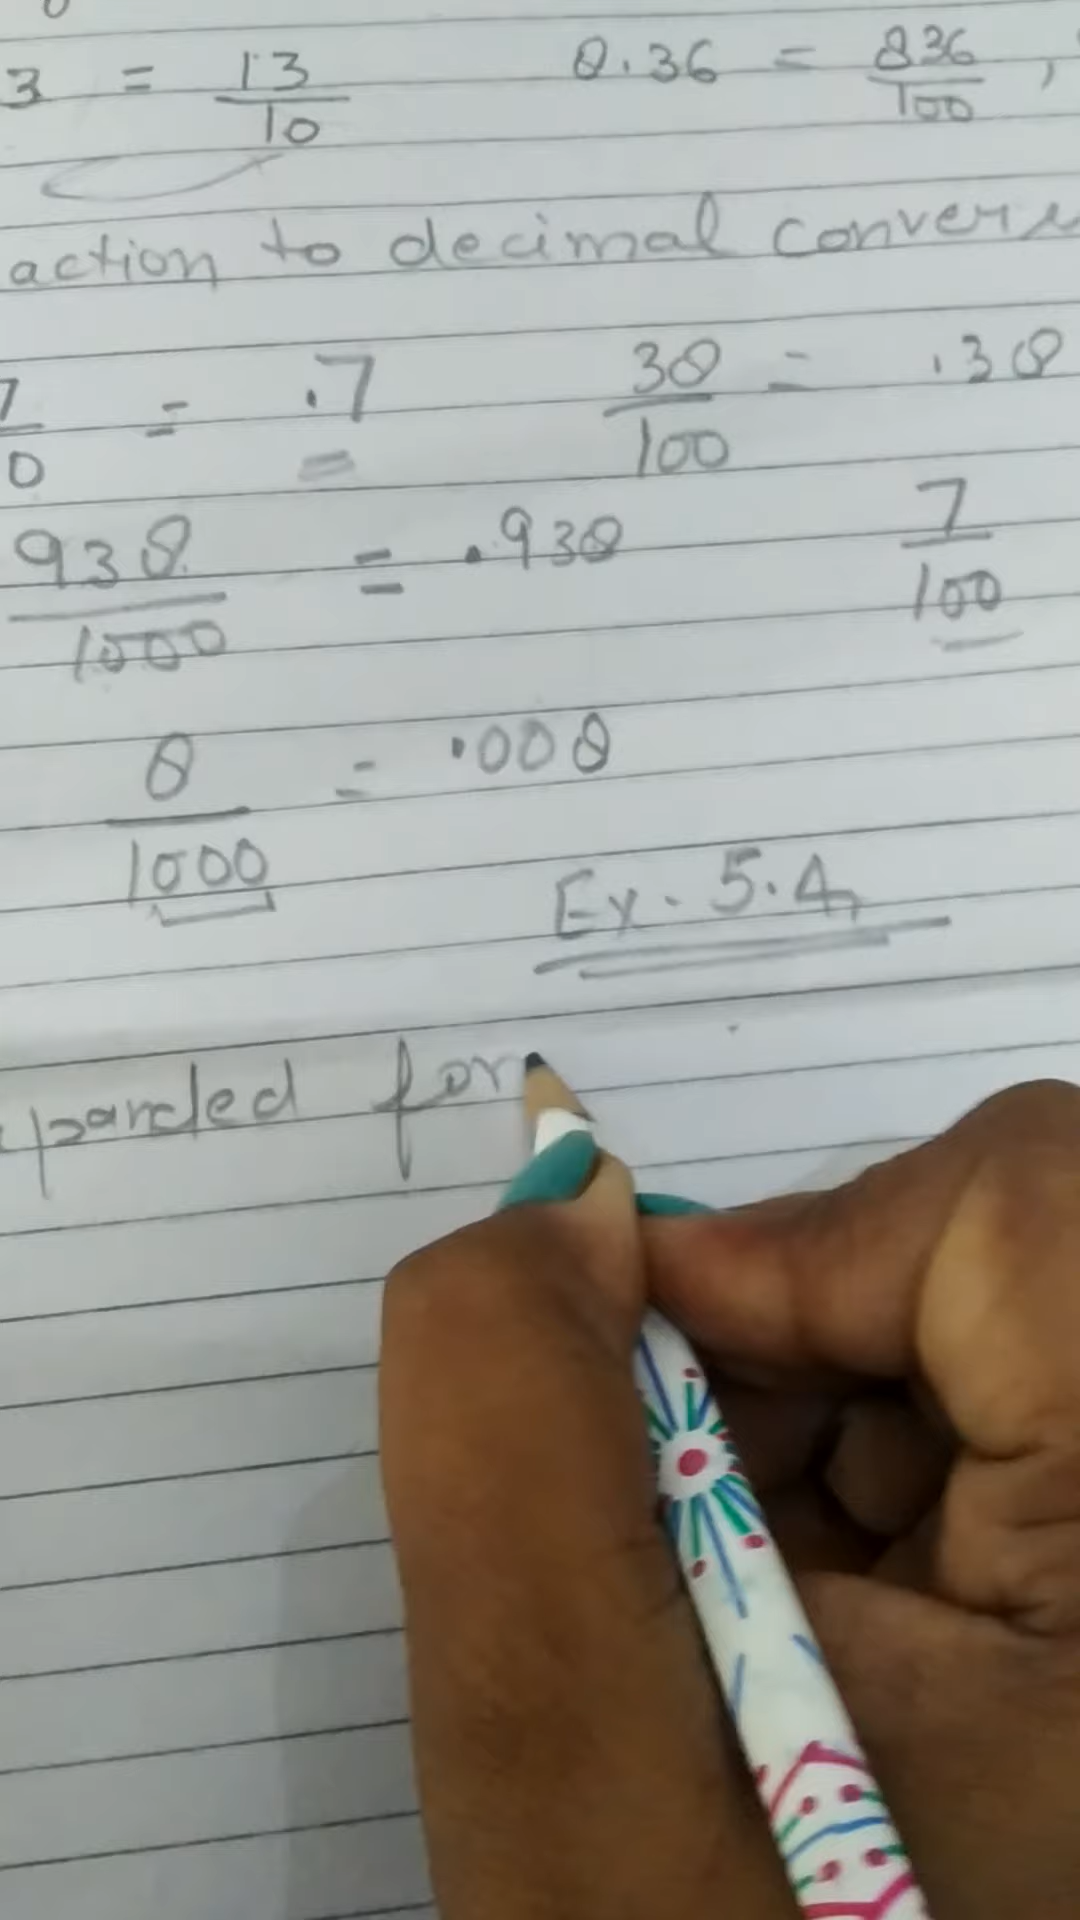 3 = 13/10 8.36 = 836/100 ,
action to decimal convers
7/0 = .7 38/100 = .38
938/1000 = .938 7/100
8/1000 = .008
Ex. 5.4
panded for